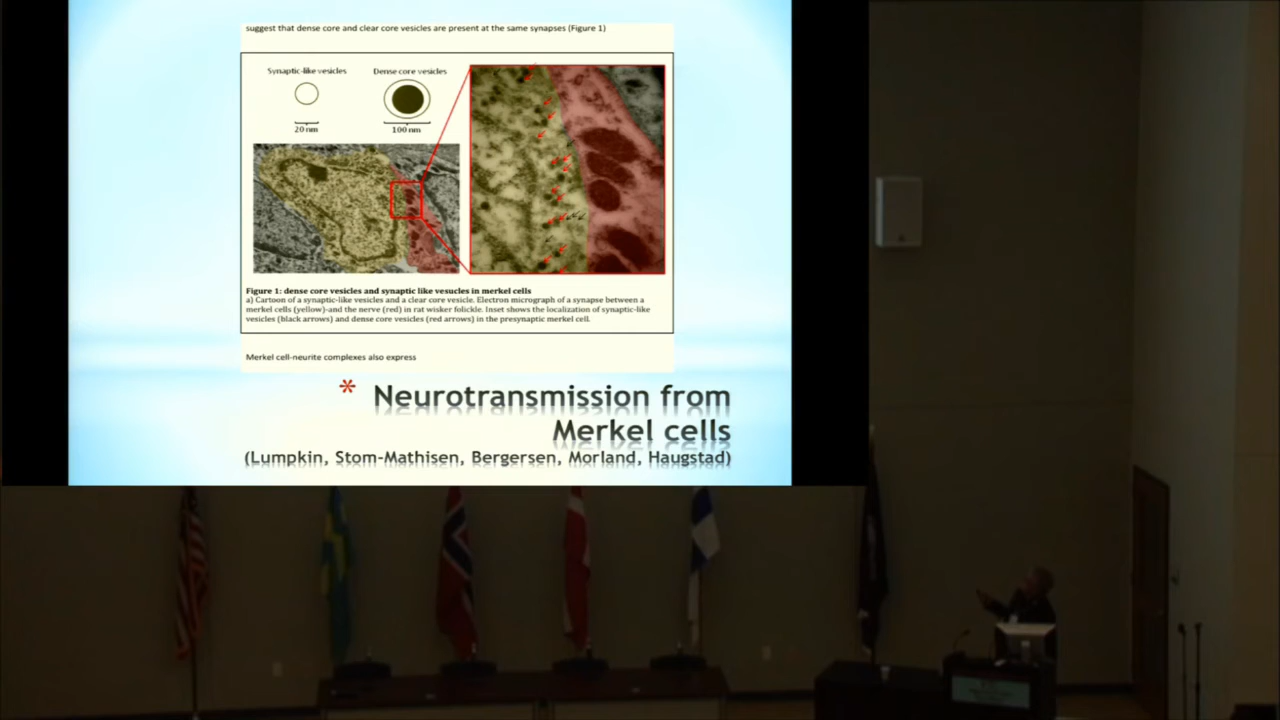 suggest that dense core and clear core vesicles are present at the same synapses (Figure 1)
Synaptic-like vesicles
Dense core vesicles
20 nm
100 nm
Figure 1: dense core vesicles and synaptic like vesucles in merkel cells
a) Cartoon of a synaptic-like vesicles and a clear core vesicle. Electron micrograph of a synapse between a
merkel cells (yellow)-and the nerve (red) in rat wisker folickle. Inset shows the localization of synaptic-like
vesicles (black arrows) and dense core vesicles (red arrows) in the presynaptic merkel cell.
Merkel cell-neurite complexes also express
* Neurotransmission from
Merkel cells
(Lumpkin, Stom-Mathisen, Bergersen, Morland, Haugstad)